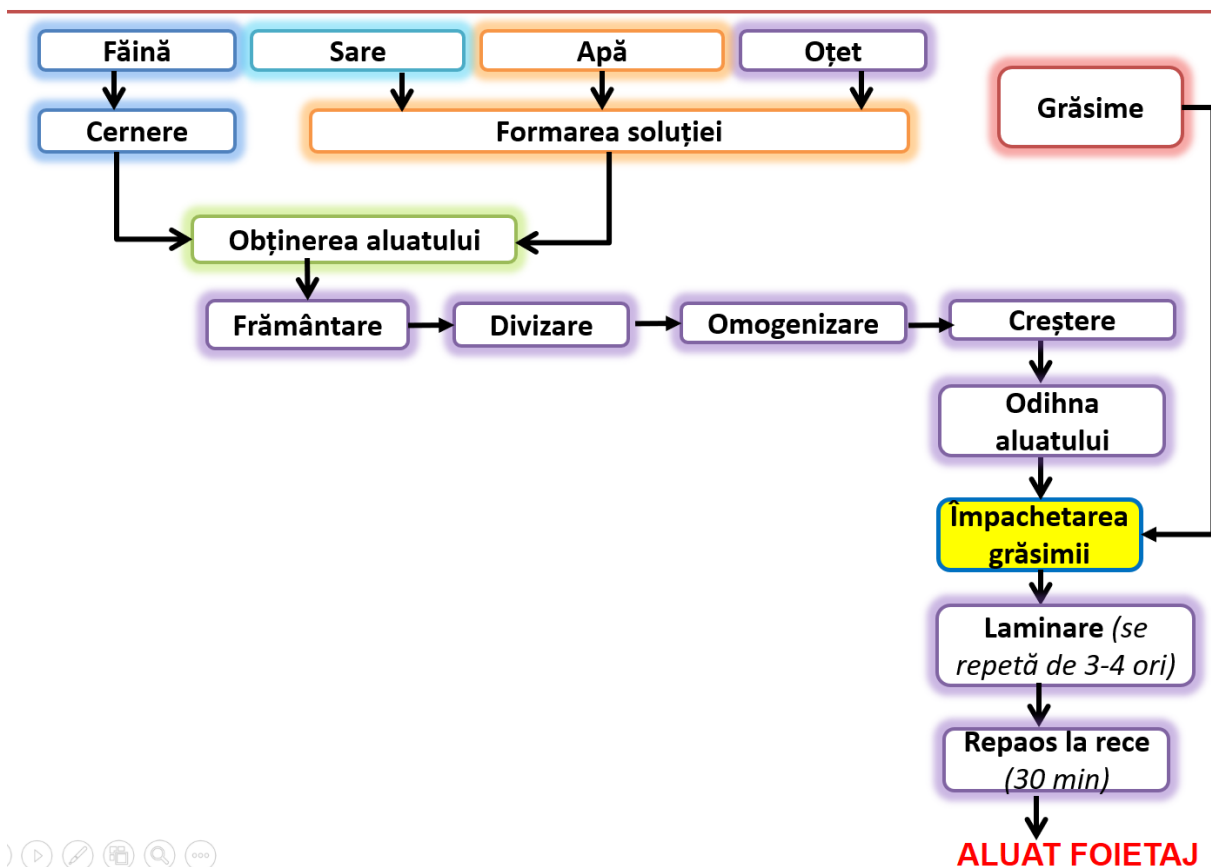 Făină
Sare
Apă
Oțet
Grăsime
Cernere
Formarea soluției
Obținerea aluatului
Frământare
Divizare
Omogenizare
Creștere
Odihna
aluatului
Împachetarea
grăsimii
Laminare (se
repetă de 3-4 ori)
Repaos la rece
(30 min)
ALUAT FOIETAJ